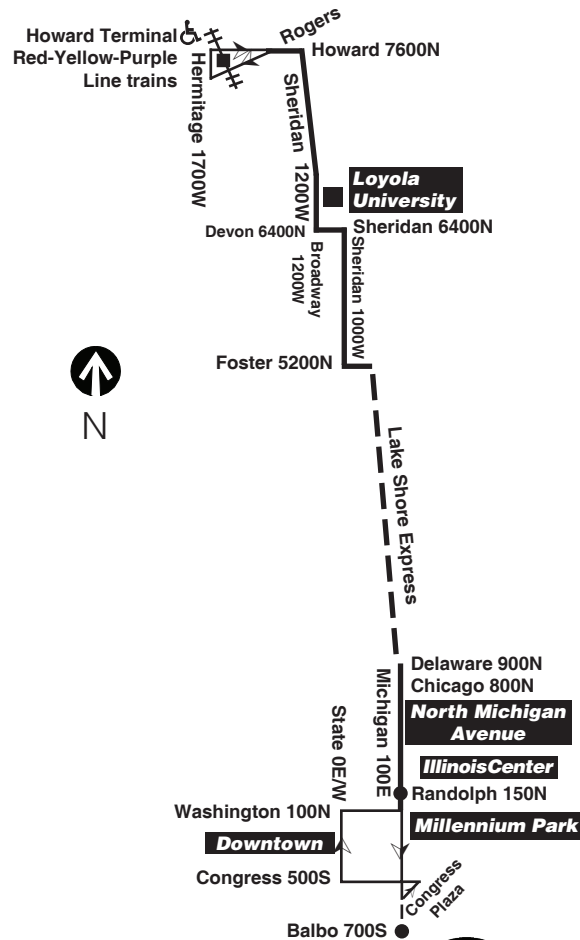 Howard Terminal
Red-Yellow-Purple
Line trains
Rogers
Howard 7600N
Hermitage 1700W
Sheridan 1200W
Loyola
University
Devon 6400N
Sheridan 6400N
Broadway
1200W
Sheridan 1000W
Foster 5200N
N
Lake Shore Express
Delaware 900N
Chicago 800N
Michigan 100E
North Michigan
Avenue
State 0E/W
IllinoisCenter
Randolph 150N
Washington 100N
Millennium Park
Downtown
Congress 500S
Congress
Plaza
Balbo 700S